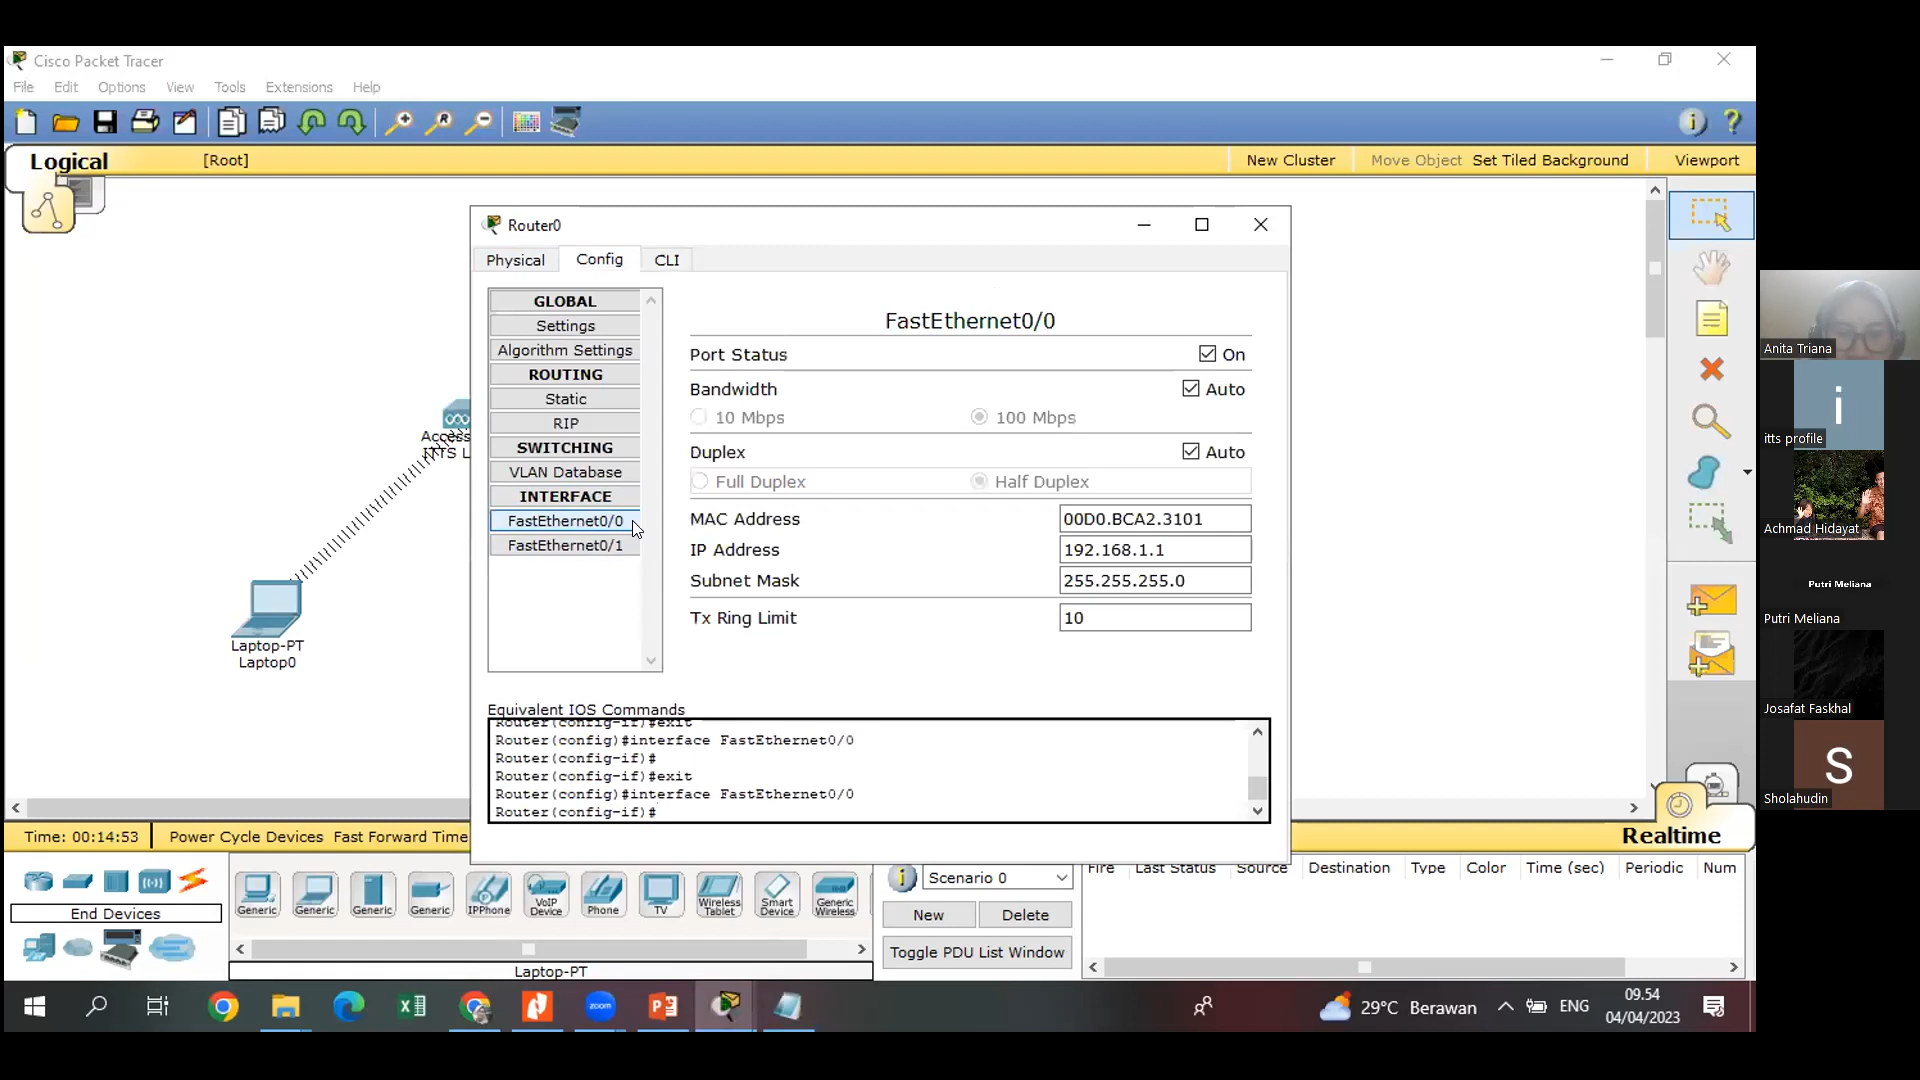 Cisco Packet Tracer
File Edit Options View Tools Extensions Help
Logical
[Root]
New Cluster
Move Object
Set Tiled Background
Viewport
Router0
Physical
Config
CLI
GLOBAL
Settings
Algorithm Settings
ROUTING
Static
RIP
SWITCHING
VLAN Database
INTERFACE
FastEthernet0/0
FastEthernet0/1
FastEthernet0/0
Port Status
On
Bandwidth
Auto
10 Mbps
100 Mbps
Duplex
Auto
Full Duplex
Half Duplex
MAC Address
00D0.BCA2.3101
IP Address
192.168.1.1
Subnet Mask
255.255.255.0
Tx Ring Limit
10
Equivalent IOS Commands
Router(config-if)#exit
Router(config)#interface FastEthernet0/0
Router(config-if)#
Router(config-if)#exit
Router(config)#interface FastEthernet0/0
Router(config-if)#
Access
ITTS L
Laptop-PT
Laptop0
Time: 00:14:53
Power Cycle Devices
Fast Forward Time
Realtime
End Devices
Generic
Generic
Generic
Generic
IPPhone
VoIP Device
Phone
TV
Wireless Tablet
Smart Device
Generic Wireless
Laptop-PT
Scenario 0
New
Delete
Toggle PDU List Window
Fire
Last Status
Source
Destination
Type
Color
Time (sec)
Periodic
Num
zoom
29°C Berawan
ENG
09.54
04/04/2023
Anita Triana
i
itts profile
Achmad Hidayat
Putri Meliana
Putri Meliana
Josafat Faskhal
S
Sholahudin